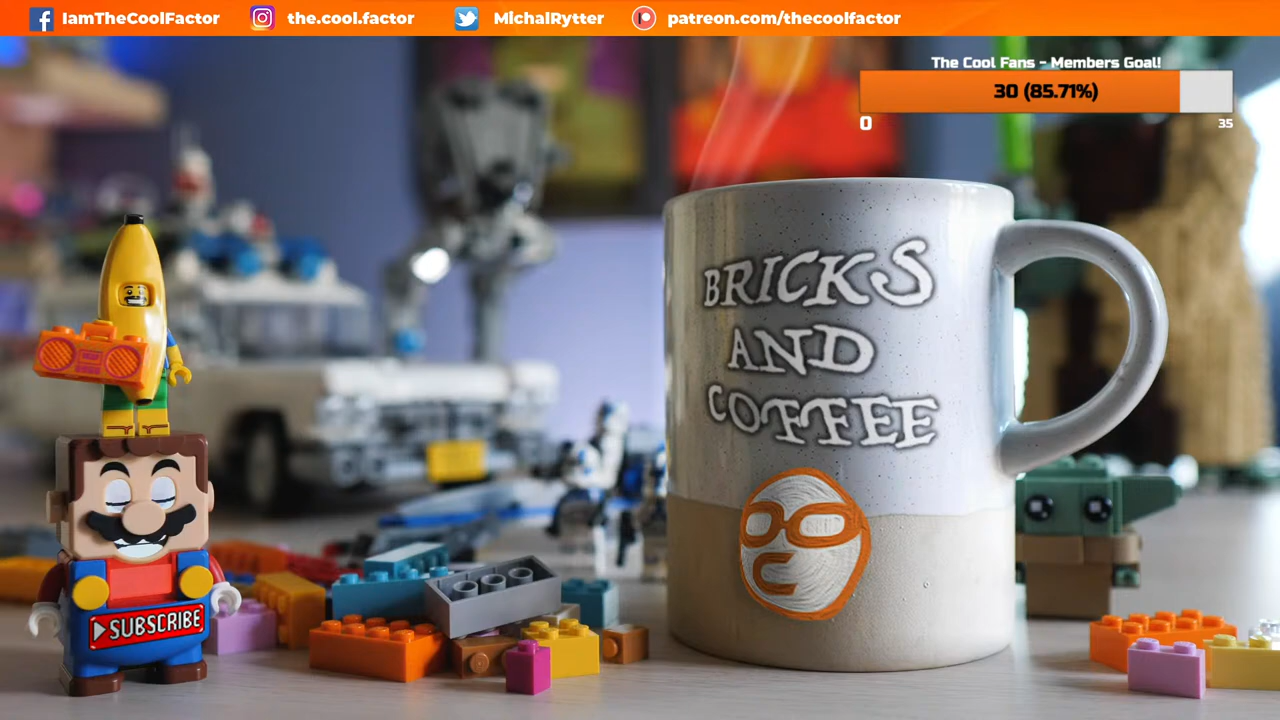 IamTheCoolFactor the.cool.factor MichalRytter patreon.com/thecoolfactor
The Cool Fans - Members Goal!
30 (85.71%)
0 35
BRICKS
AND
COFFEE
SUBSCRIBE